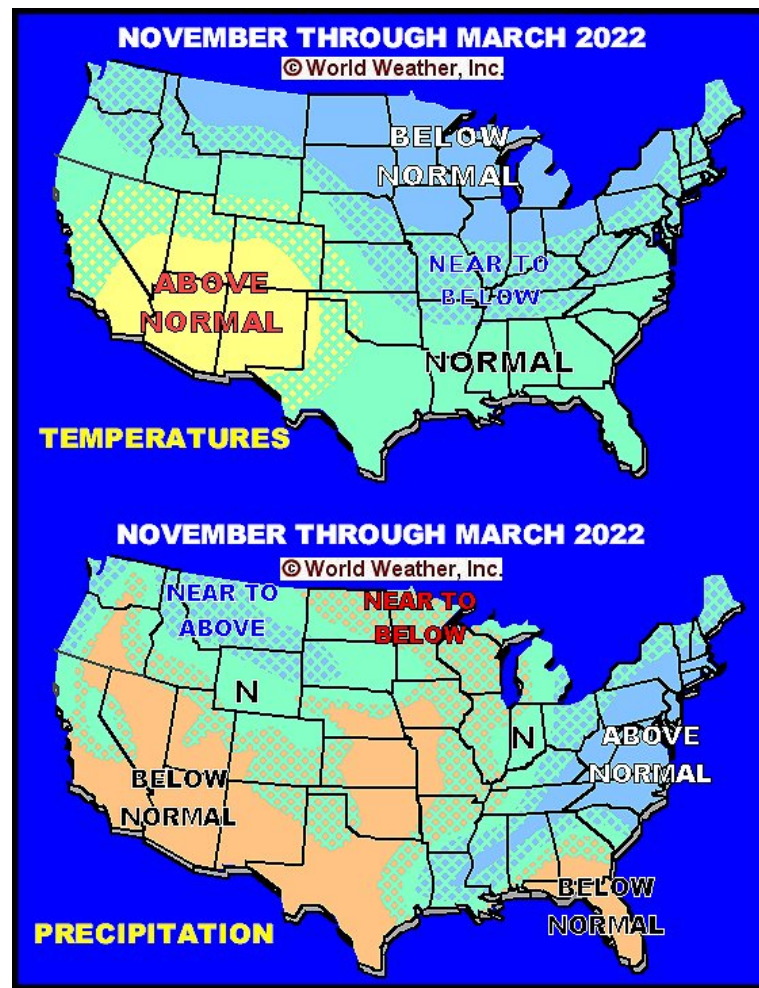 NOVEMBER THROUGH MARCH 2022
© World Weather, Inc.
BELOW
NORMAL
NEAR TO
BELOW
ABOVE
NORMAL
NORMAL
TEMPERATURES
NOVEMBER THROUGH MARCH 2022
© World Weather, Inc.
NEAR TO
ABOVE
NEAR TO
BELOW
N
N
ABOVE
NORMAL
BELOW
NORMAL
BELOW
NORMAL
PRECIPITATION